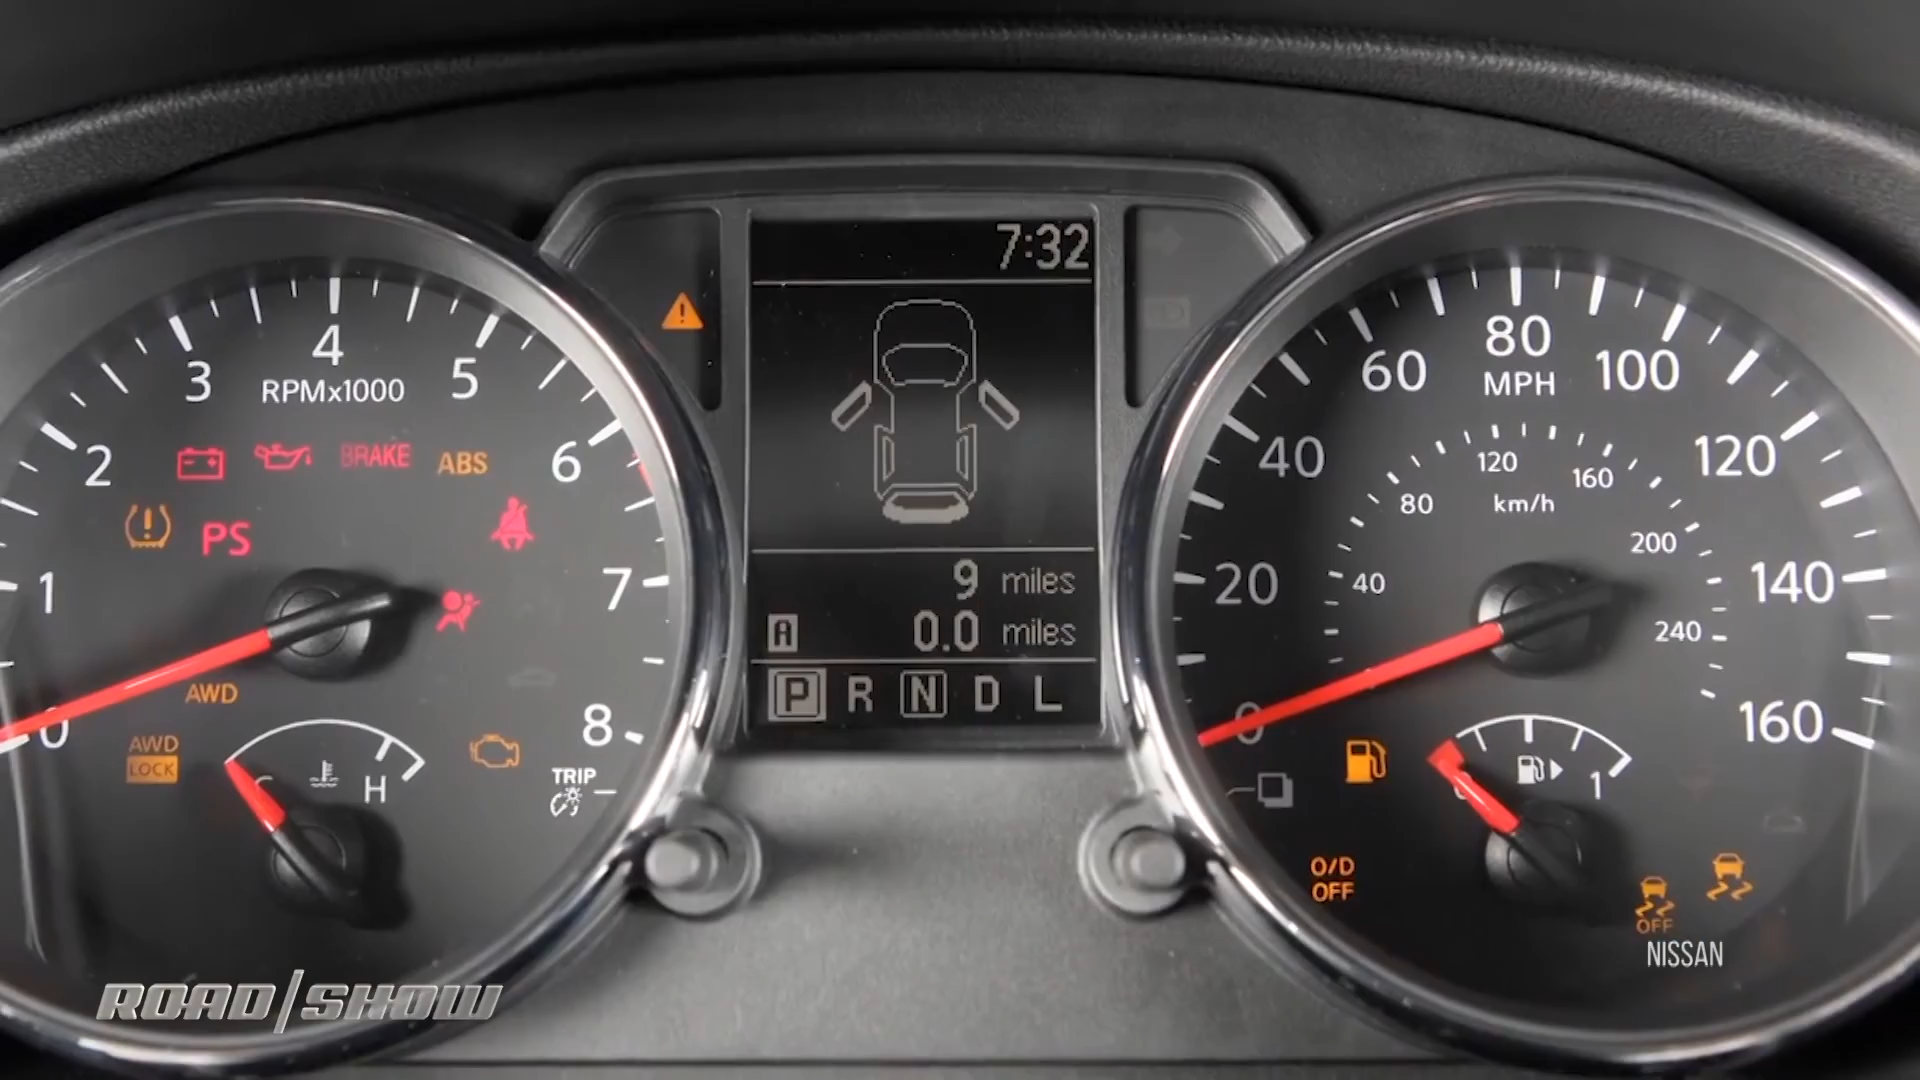 7:32
4
RPMx1000
3
5
2
6
1
7
0
8
BRAKE
ABS
PS
AWD
AWD
LOCK
C
H
TRIP
9 miles
A 0.0 miles
P R N D L
80
MPH
60
100
40
120
20
140
0
160
120
160
km/h
80
200
40
240
0
1
O/D
OFF
OFF
NISSAN
ROAD/SHOW